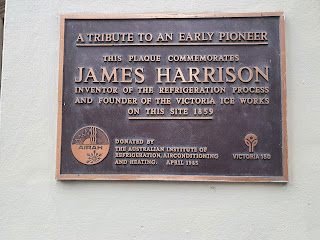 A TRIBUTE TO AN EARLY PIONEER
THIS PLAQUE COMMEMORATES
JAMES HARRISON
INVENTOR OF THE REFRIGERATION PROCESS
AND FOUNDER OF THE VICTORIA ICE WORKS
ON THIS SITE 1859
AIRAH
DONATED BY
THE AUSTRALIAN INSTITUTE OF
REFRIGERATION, AIRCONDITIONING
AND HEATING. APRIL 1985
VICTORIA 150